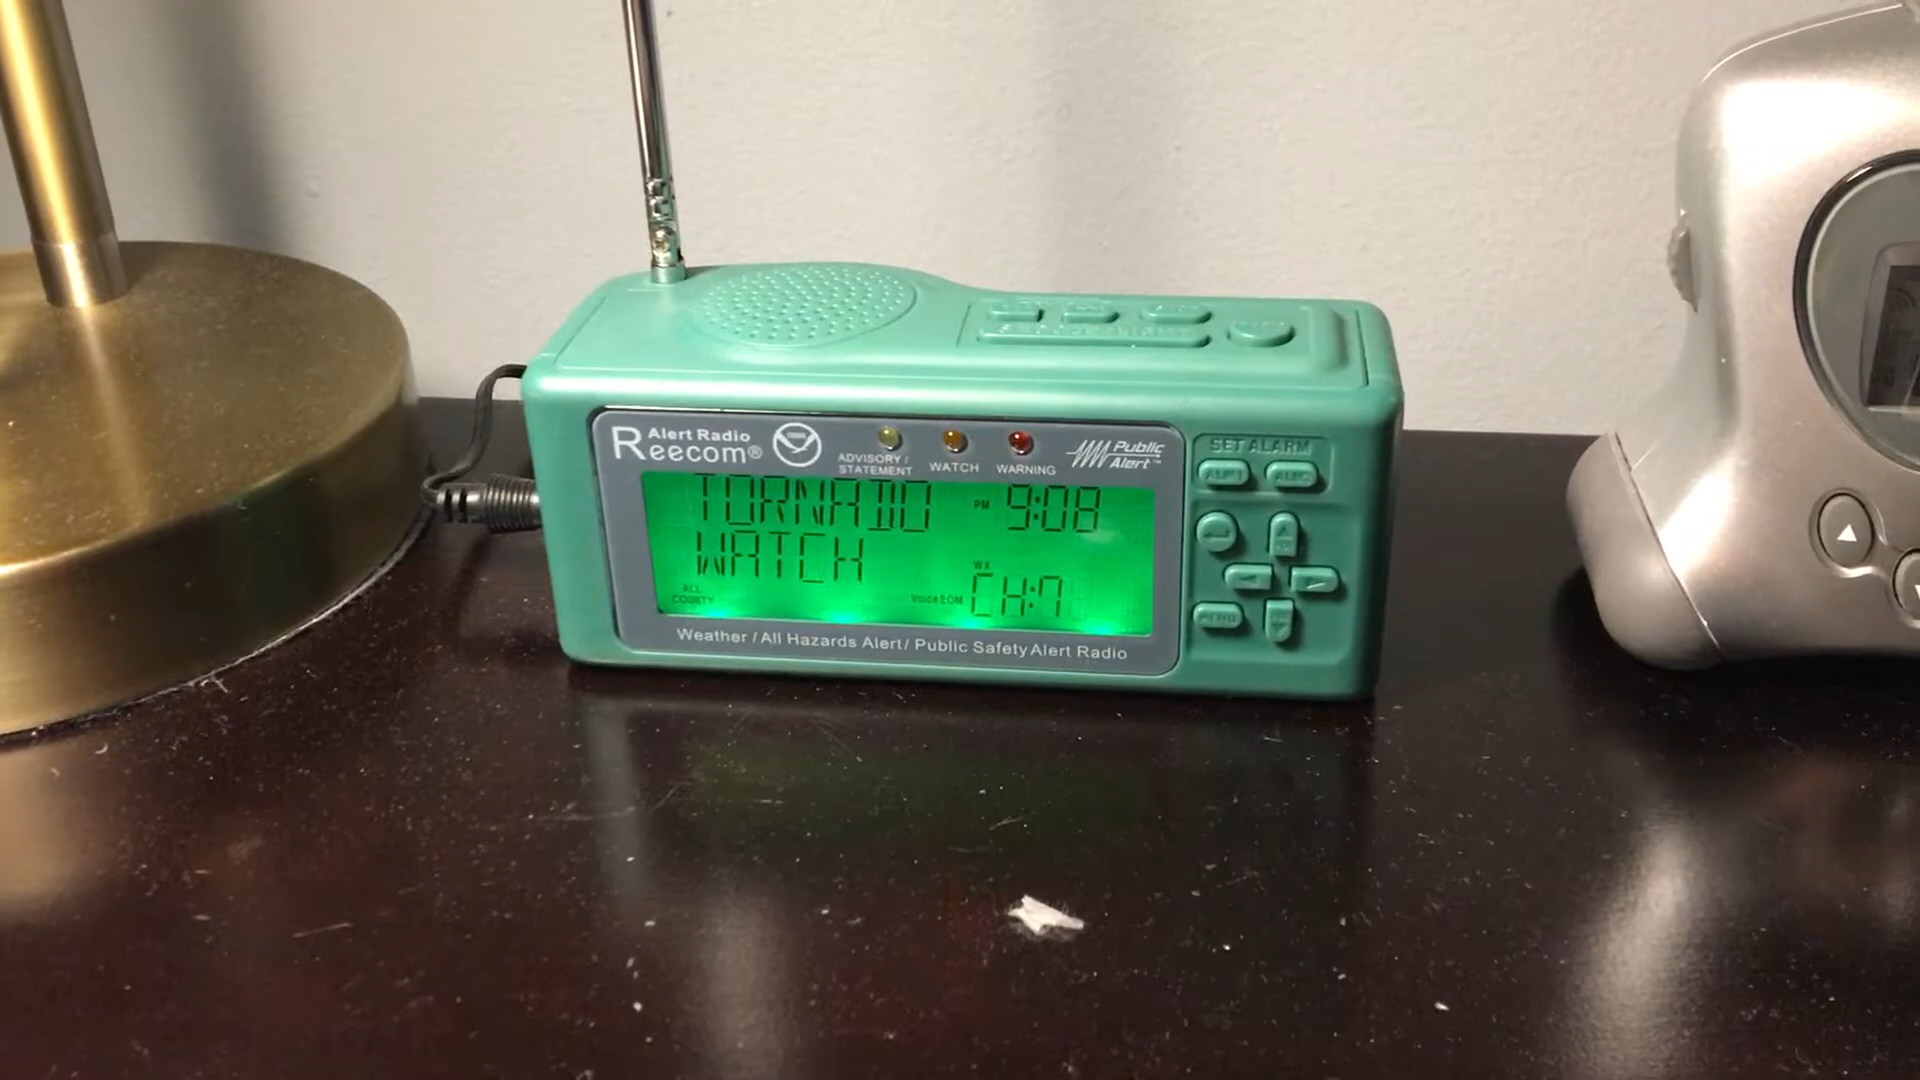 Alert Radio
Reecom®
ADVISORY /
STATEMENT
WATCH
WARNING
Public
Alert™
SET ALARM
TORNADO
PM 9:08
WATCH
WX
CH:7
ALL
COUNTY
Voice EOM
MENU
Weather / All Hazards Alert / Public Safety Alert Radio